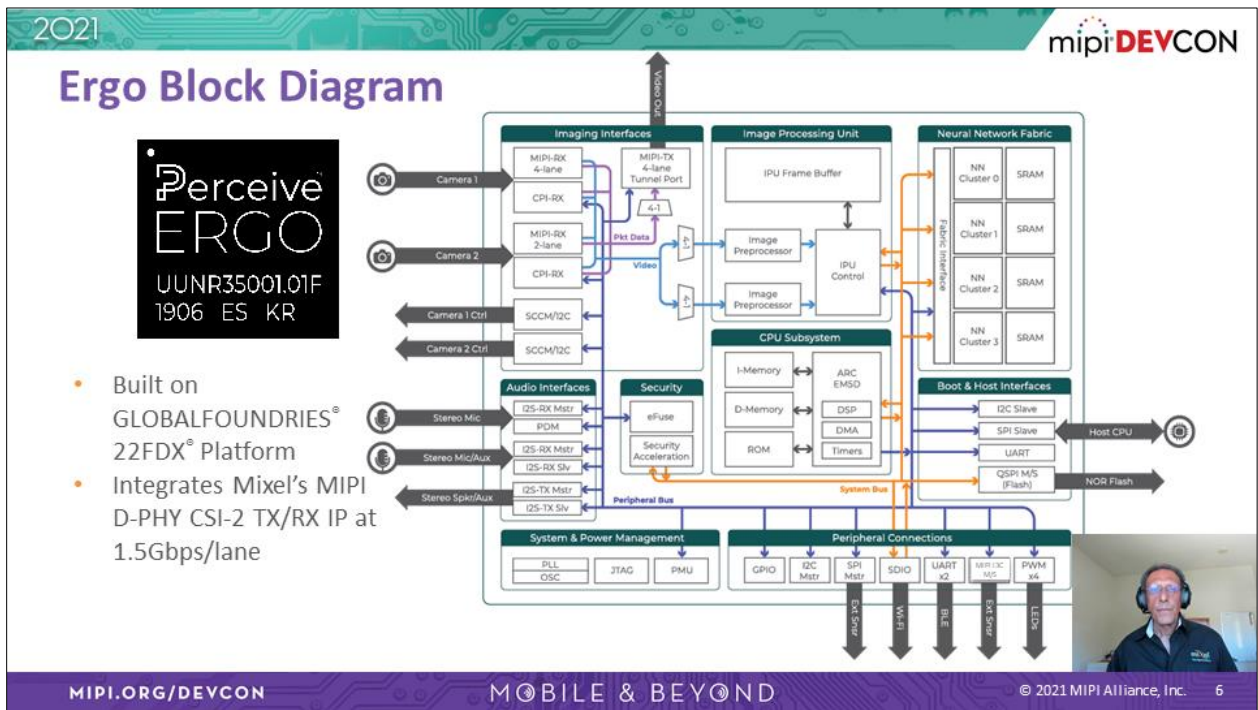 2021
mipi DEVCON
Ergo Block Diagram
Perceive
ERGO
UUNR35001.01F
1906 ES KR
• Built on
GLOBALFOUNDRIES®
22FDX® Platform
• Integrates Mixel's MIPI
D-PHY CSI-2 TX/RX IP at
1.5Gbps/lane
Video Out
Imaging Interfaces
MIPI-RX
4-lane
CPI-RX
MIPI-RX
2-lane
CPI-RX
SCCM/I2C
SCCM/I2C
MIPI-TX
4-lane
Tunnel Port
4-1
Pkt Data
Video
4-1
4-1
Camera 1
Camera 2
Camera 1 Ctrl
Camera 2 Ctrl
Image Processing Unit
IPU Frame Buffer
Image
Preprocessor
Image
Preprocessor
IPU
Control
Neural Network Fabric
Fabric Interface
NN
Cluster 0
SRAM
NN
Cluster 1
SRAM
NN
Cluster 2
SRAM
NN
Cluster 3
SRAM
CPU Subsystem
I-Memory
D-Memory
ROM
ARC
EMSD
DSP
DMA
Timers
Audio Interfaces
I2S-RX Mstr
PDM
I2S-RX Mstr
I2S-RX Slv
I2S-TX Mstr
I2S-TX Slv
Stereo Mic
Stereo Mic/Aux
Stereo Spkr/Aux
Security
eFuse
Security
Acceleration
Boot & Host Interfaces
I2C Slave
SPI Slave
UART
QSPI M/S
(Flash)
Host CPU
NOR Flash
System Bus
Peripheral Bus
System & Power Management
PLL
OSC
JTAG
PMU
Peripheral Connections
GPIO
I2C
Mstr
SPI
Mstr
SDIO
UART
x2
MIPI I3C
M/S
PWM
x4
Ext Snsr
Wi-Fi
BLE
Ext Snsr
LEDs
MIPI.ORG/DEVCON
MOBILE & BEYOND
© 2021 MIPI Alliance, Inc.
6